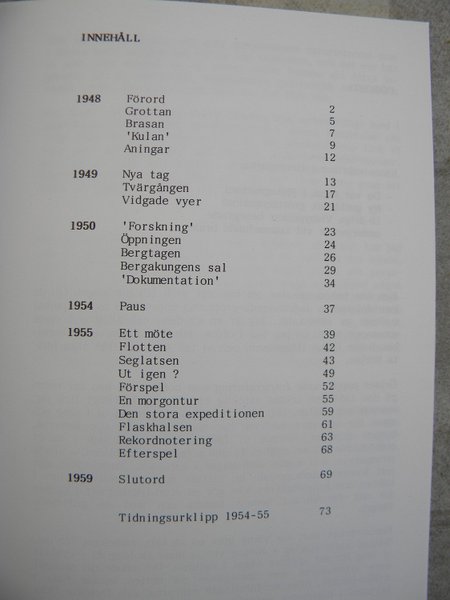 INNEHÅLL
1948 Förord 2
Grottan 5
Brasan 7
'Kulan' 9
Aningar 12
1949 Nya tag 13
Tvärgången 17
Vidgade vyer 21
1950 'Forskning' 23
Öppningen 24
Bergtagen 26
Bergakungens sal 29
'Dokumentation' 34
1954 Paus 37
1955 Ett möte 39
Flotten 42
Seglatsen 43
Ut igen ? 49
Förspel 52
En morgontur 55
Den stora expeditionen 59
Flaskhalsen 61
Rekordnotering 63
Efterspel 68
1959 Slutord 69
Tidningsurklipp 1954-55 73